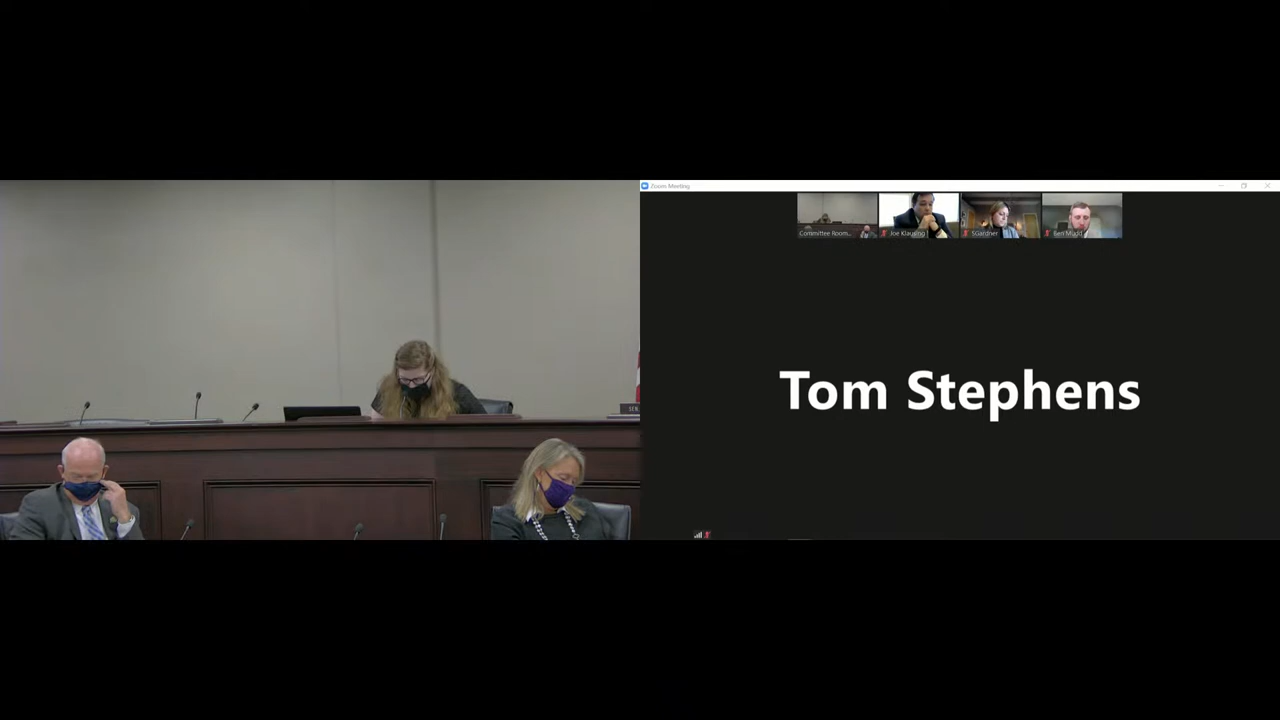 Zoom Meeting
Committee Room...
Joe Klausing
SGardner
Ben Mudd
Tom Stephens